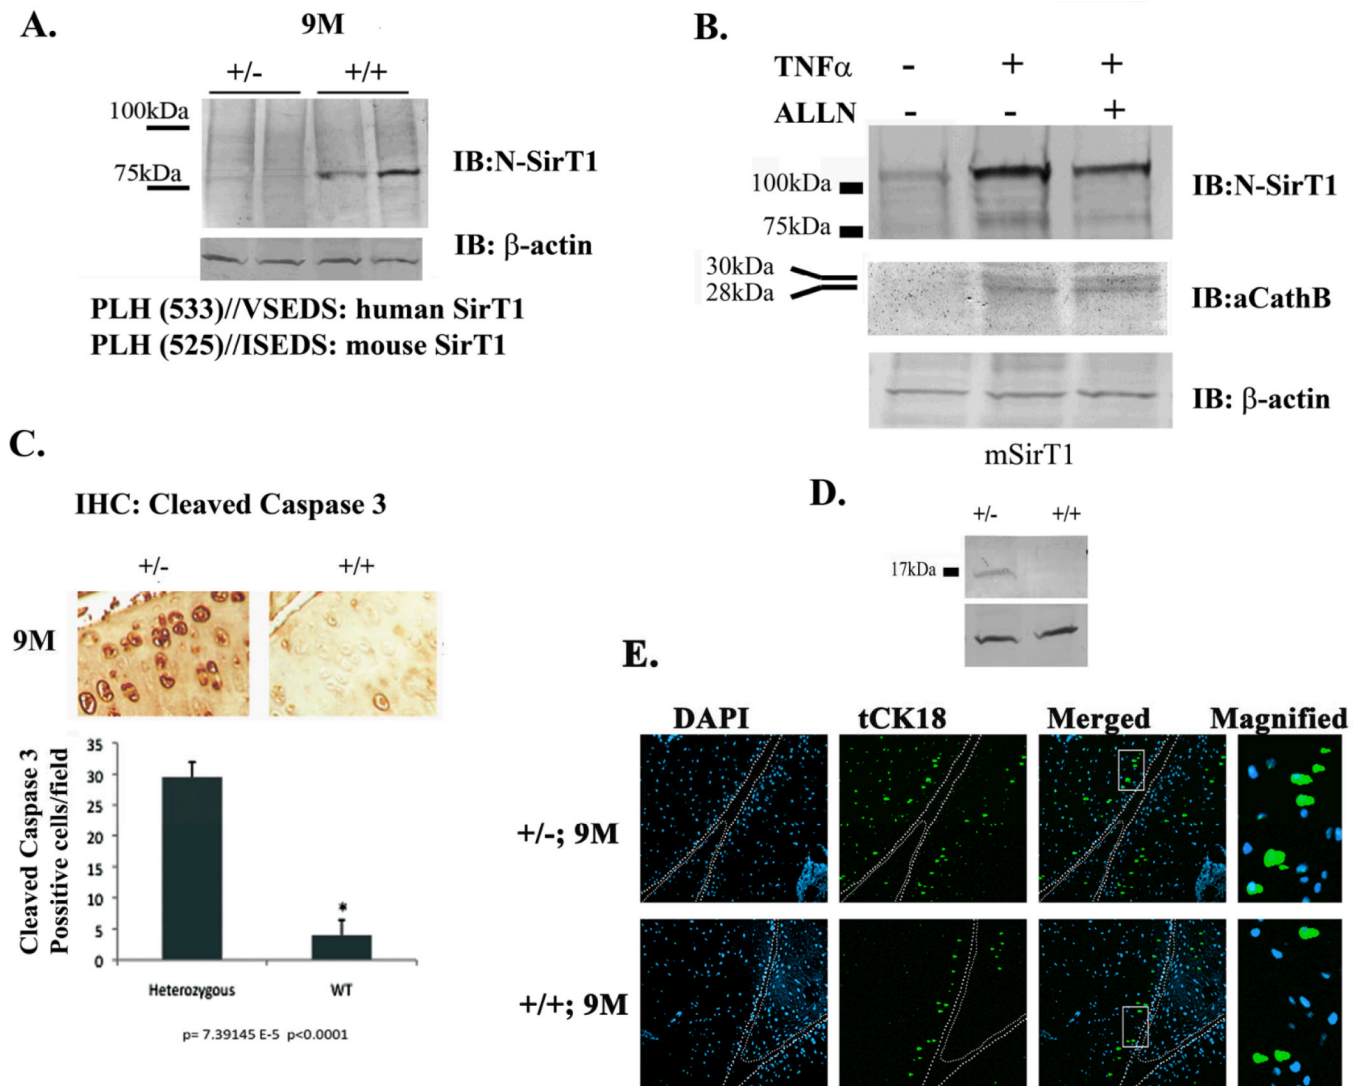 A.
9M
+/-
+/+
100kDa
75kDa
IB:N-SirT1
IB: β-actin
PLH (533)//VSEDS: human SirT1
PLH (525)//ISEDS: mouse SirT1
B.
TNFα - + +
ALLN - - +
100kDa
75kDa
IB:N-SirT1
30kDa
28kDa
IB:aCathB
IB: β-actin
mSirT1
C.
IHC: Cleaved Caspase 3
+/-
+/+
9M
Cleaved Caspase 3
Possitive cells/field
35
30
25
20
15
10
5
0
*
Heterozygous
WT
p= 7.39145 E-5 p<0.0001
D.
+/-
+/+
17kDa
E.
DAPI
tCK18
Merged
Magnified
+/-; 9M
+/+; 9M